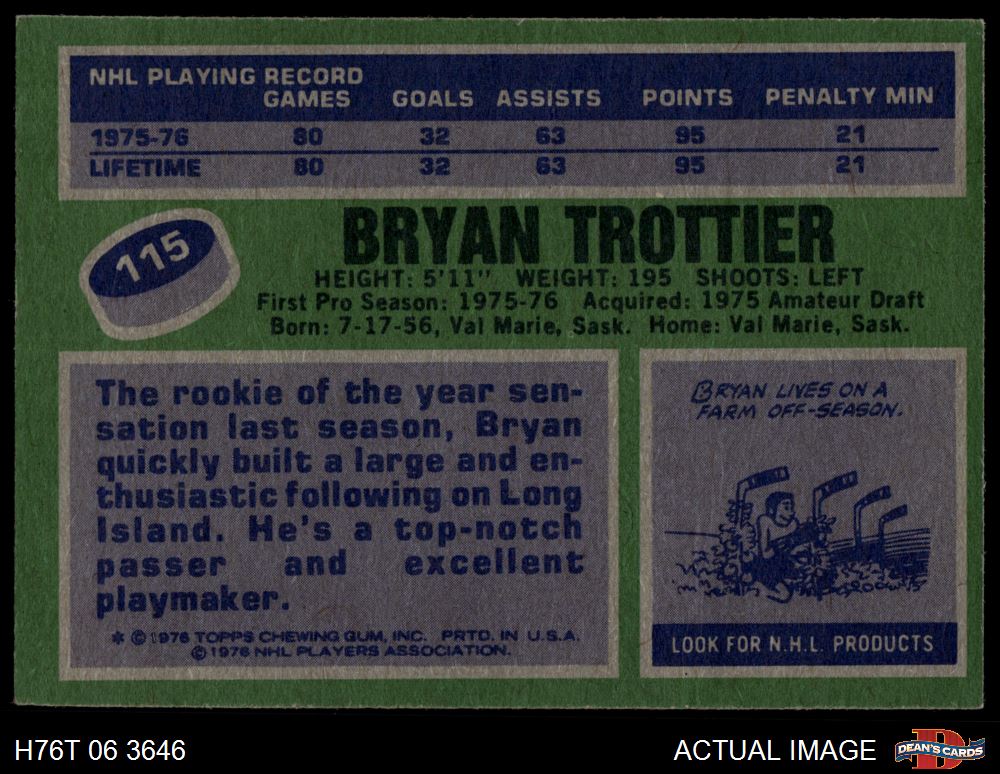 NHL PLAYING RECORD
GAMES GOALS ASSISTS POINTS PENALTY MIN
1975-76 80 32 63 95 21
LIFETIME 80 32 63 95 21
115
BRYAN TROTTIER
HEIGHT: 5'11" WEIGHT: 195 SHOOTS: LEFT
First Pro Season: 1975-76 Acquired: 1975 Amateur Draft
Born: 7-17-56, Val Marie, Sask. Home: Val Marie, Sask.
The rookie of the year sen-
sation last season, Bryan
quickly built a large and en-
thusiastic following on Long
Island. He's a top-notch
passer and excellent
playmaker.
* © 1976 TOPPS CHEWING GUM, INC. PRTD. IN U.S.A.
© 1976 NHL PLAYERS ASSOCIATION.
BRYAN LIVES ON A
FARM OFF-SEASON.
LOOK FOR N.H.L. PRODUCTS
H76T 06 3646 ACTUAL IMAGE
D
DEAN'S CARDS